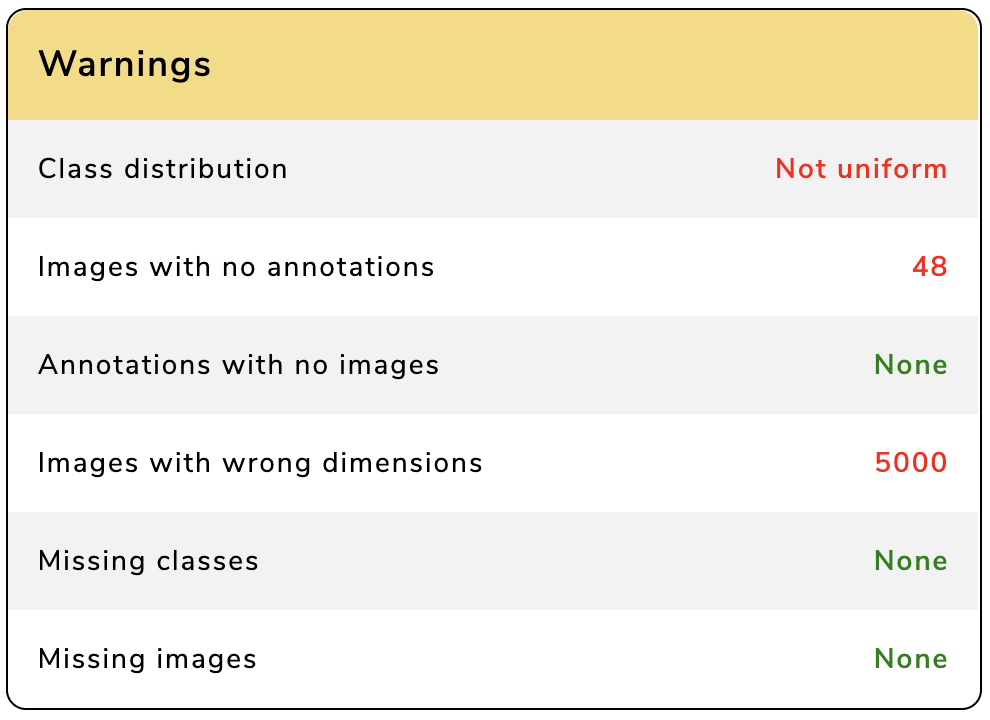 Warnings
Class distribution Not uniform
Images with no annotations 48
Annotations with no images None
Images with wrong dimensions 5000
Missing classes None
Missing images None